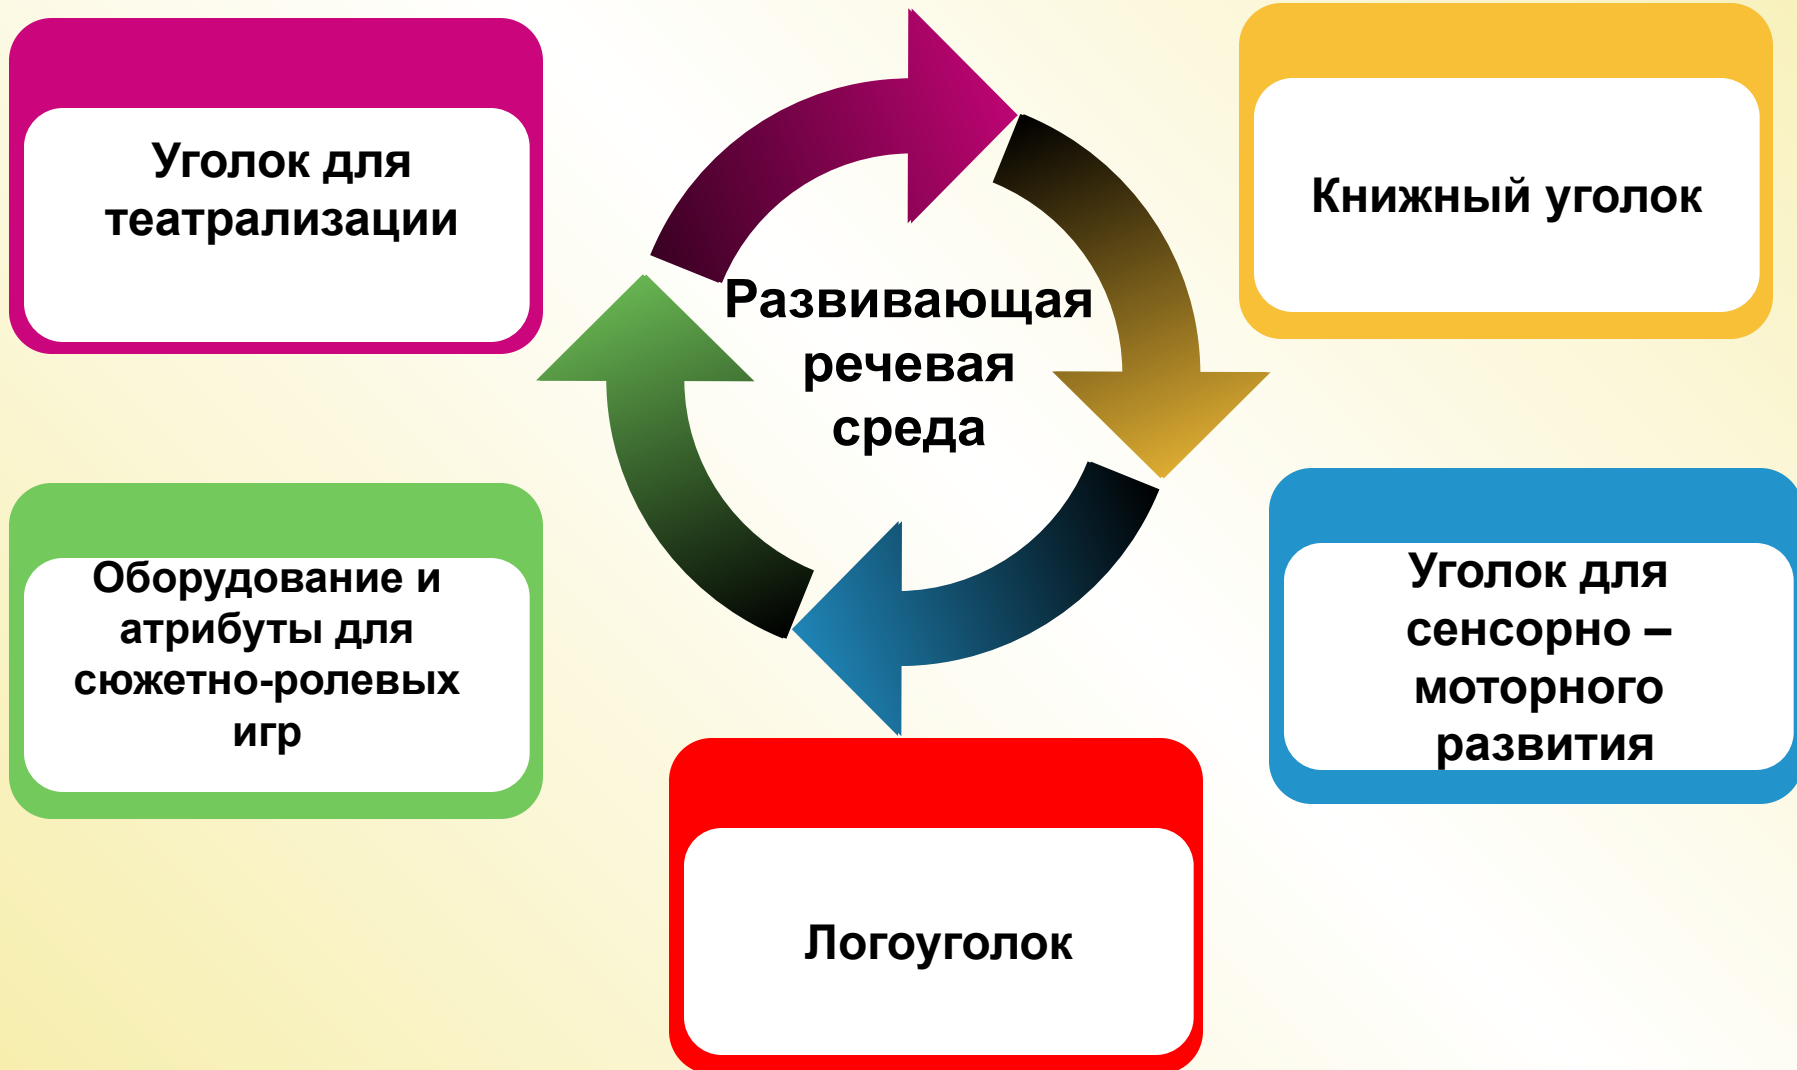 Уголок для
театрализации
Книжный уголок
Развивающая
речевая
среда
Оборудование и
атрибуты для
сюжетно-ролевых
игр
Уголок для
сенсорно –
моторного
развития
Логоуголок